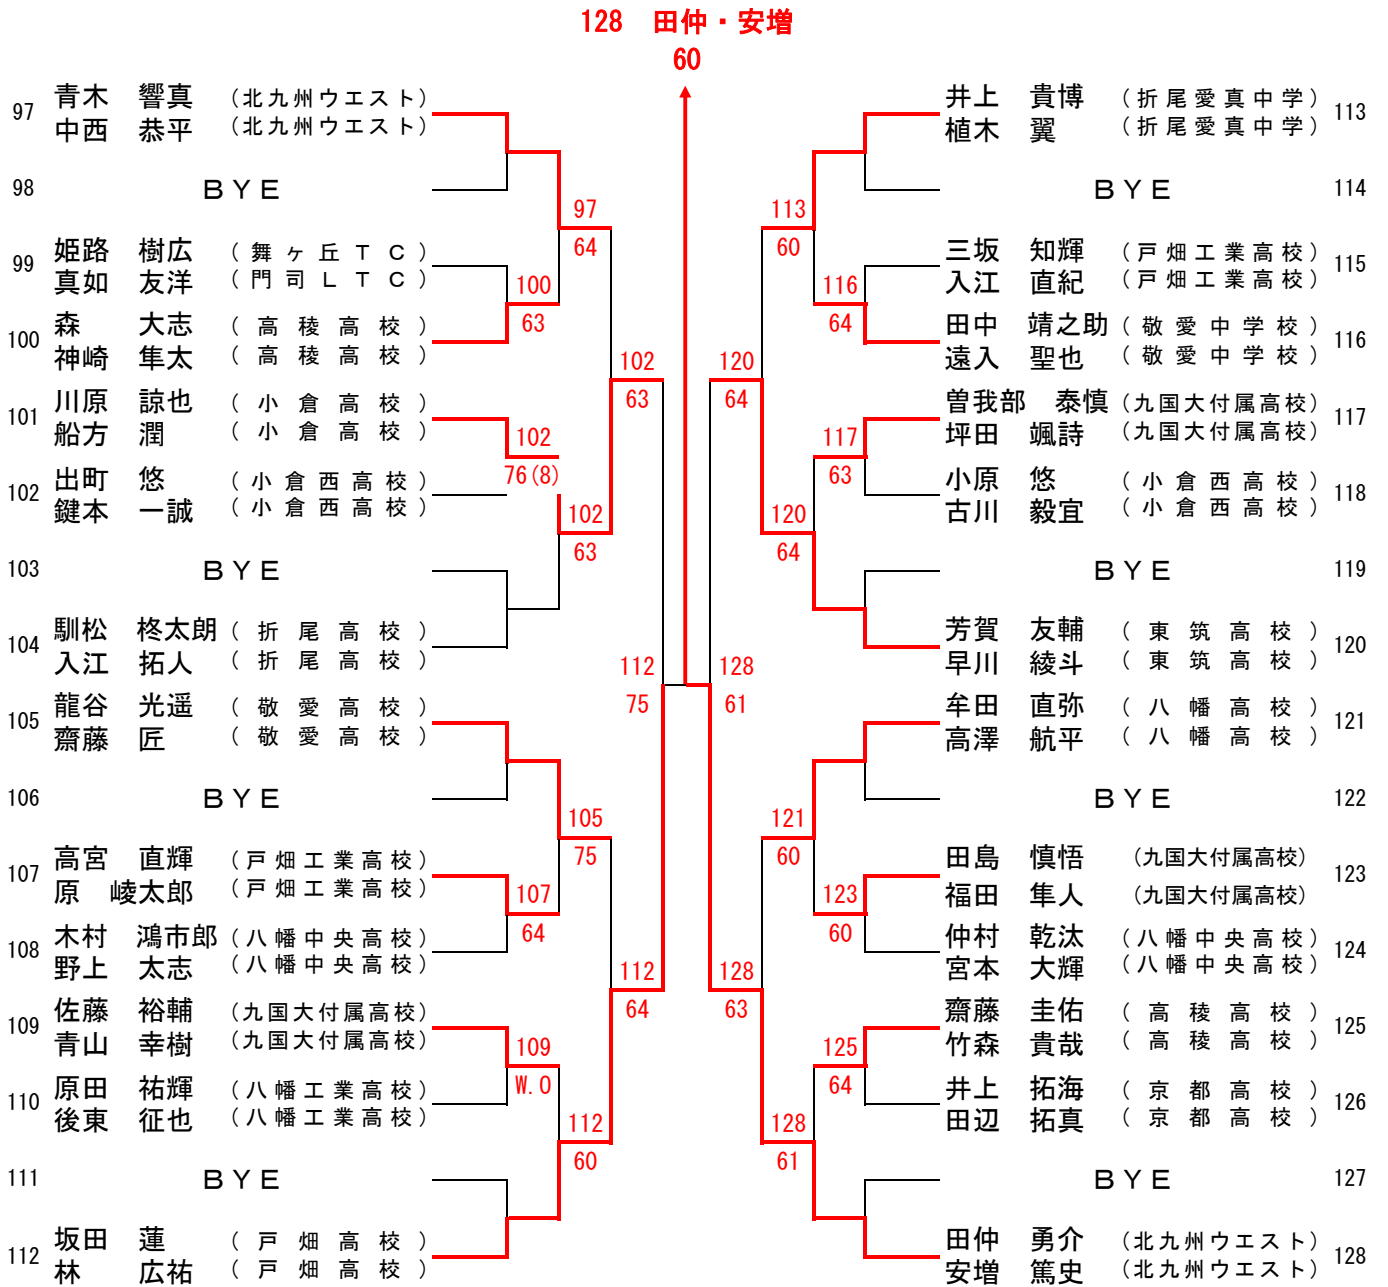 128 田仲・安増
60
97 青木 響真 (北九州ウエスト)
中西 恭平 (北九州ウエスト)
98 ＢＹＥ
99 姫路 樹広 (舞ヶ丘ＴＣ)
真如 友洋 (門司ＬＴＣ)
100 森 大志 (高稜高校)
神崎 隼太 (高稜高校)
101 川原 諒也 (小倉高校)
船方 潤 (小倉高校)
102 出町 悠 (小倉西高校)
鍵本 一誠 (小倉西高校)
103 ＢＹＥ
104 馴松 柊太朗 (折尾高校)
入江 拓人 (折尾高校)
105 龍谷 光遥 (敬愛高校)
齋藤 匠 (敬愛高校)
106 ＢＹＥ
107 高宮 直輝 (戸畑工業高校)
原 崚太郎 (戸畑工業高校)
108 木村 鴻市郎 (八幡中央高校)
野上 太志 (八幡中央高校)
109 佐藤 裕輔 (九国大付属高校)
青山 幸樹 (九国大付属高校)
110 原田 祐輝 (八幡工業高校)
後東 征也 (八幡工業高校)
111 ＢＹＥ
112 坂田 蓮 (戸畑高校)
林 広祐 (戸畑高校)
100
63
102
76(8)
107
64
109
W.O
97
64
102
63
105
75
112
60
102
63
112
64
112
75
128
61
120
64
128
63
113
60
120
64
121
60
128
61
116
64
117
63
123
60
125
64
井上 貴博 (折尾愛真中学) 113
植木 翼 (折尾愛真中学)
ＢＹＥ 114
三坂 知輝 (戸畑工業高校) 115
入江 直紀 (戸畑工業高校)
田中 靖之助 (敬愛中学校) 116
遠入 聖也 (敬愛中学校)
曽我部 泰慎 (九国大付属高校) 117
坪田 颯詩 (九国大付属高校)
小原 悠 (小倉西高校) 118
古川 毅宜 (小倉西高校)
ＢＹＥ 119
芳賀 友輔 (東筑高校) 120
早川 綾斗 (東筑高校)
牟田 直弥 (八幡高校) 121
高澤 航平 (八幡高校)
ＢＹＥ 122
田島 慎悟 (九国大付属高校) 123
福田 隼人 (九国大付属高校)
仲村 乾汰 (八幡中央高校) 124
宮本 大輝 (八幡中央高校)
齋藤 圭佑 (高稜高校) 125
竹森 貴哉 (高稜高校)
井上 拓海 (京都高校) 126
田辺 拓真 (京都高校)
ＢＹＥ 127
田仲 勇介 (北九州ウエスト) 128
安増 篤史 (北九州ウエスト)